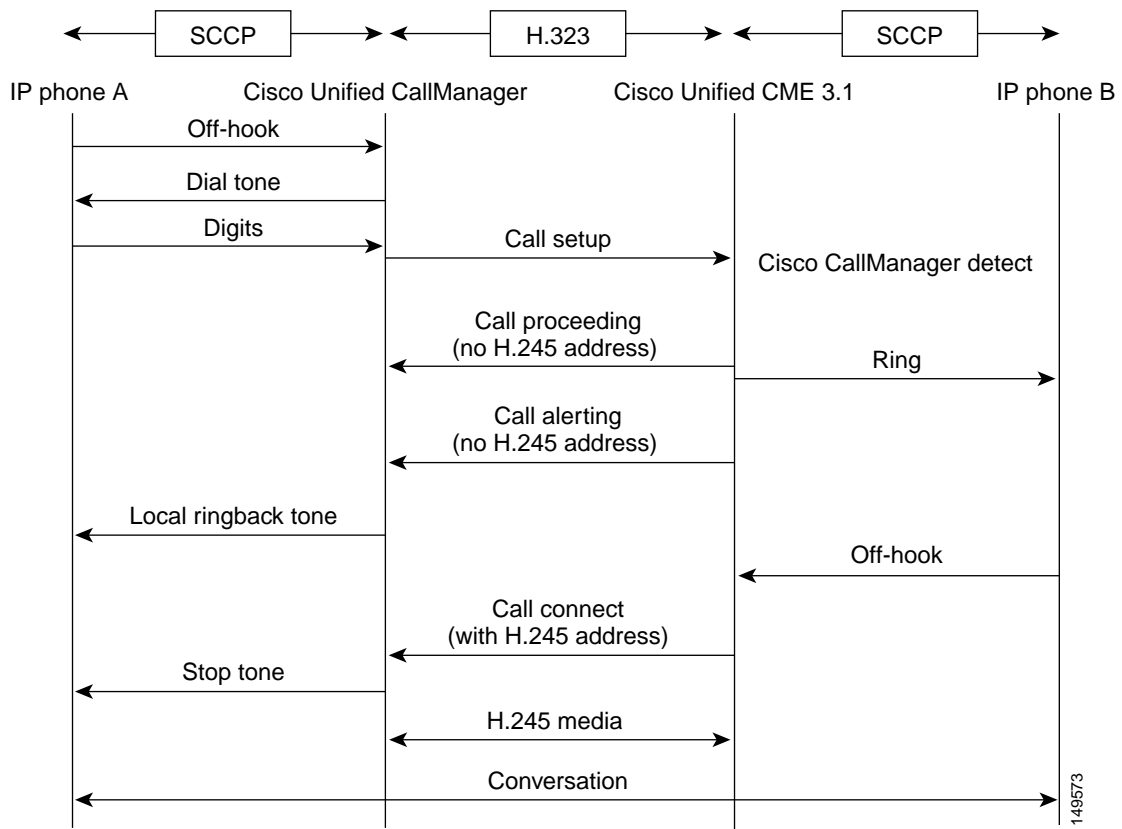 SCCP
H.323
SCCP
IP phone A
Cisco Unified CallManager
Cisco Unified CME 3.1
IP phone B
Off-hook
Dial tone
Digits
Call setup
Cisco CallManager detect
Call proceeding
(no H.245 address)
Ring
Call alerting
(no H.245 address)
Local ringback tone
Off-hook
Call connect
(with H.245 address)
Stop tone
H.245 media
Conversation
149573